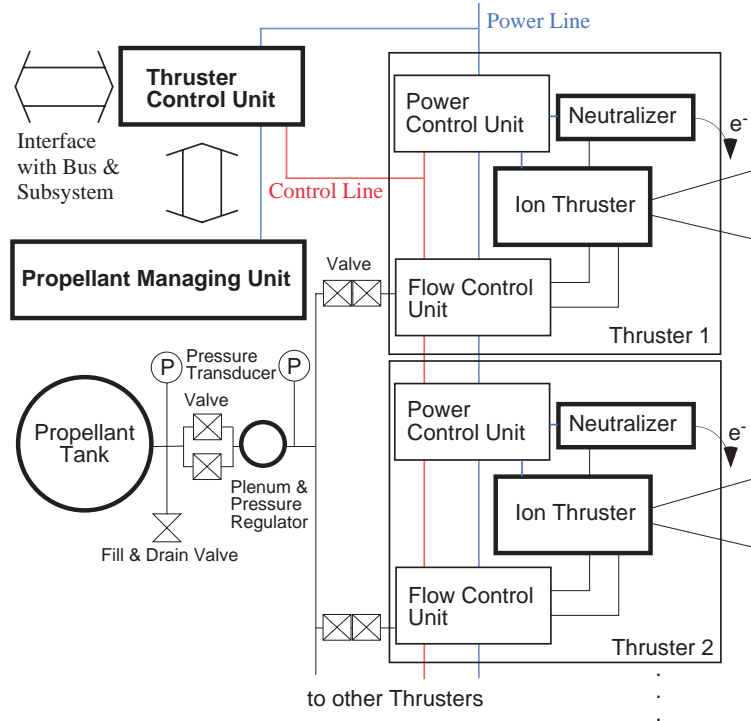 Power Line
Thruster
Control Unit
Interface
with Bus &
Subsystem
Control Line
Propellant Managing Unit
Power
Control Unit
Neutralizer
e-
Ion Thruster
Valve
Flow Control
Unit
Thruster 1
P
Pressure
Transducer
P
Valve
Propellant
Tank
Plenum &
Pressure
Regulator
Fill & Drain Valve
Power
Control Unit
Neutralizer
e-
Ion Thruster
Flow Control
Unit
Thruster 2
to other Thrusters
.
.
.